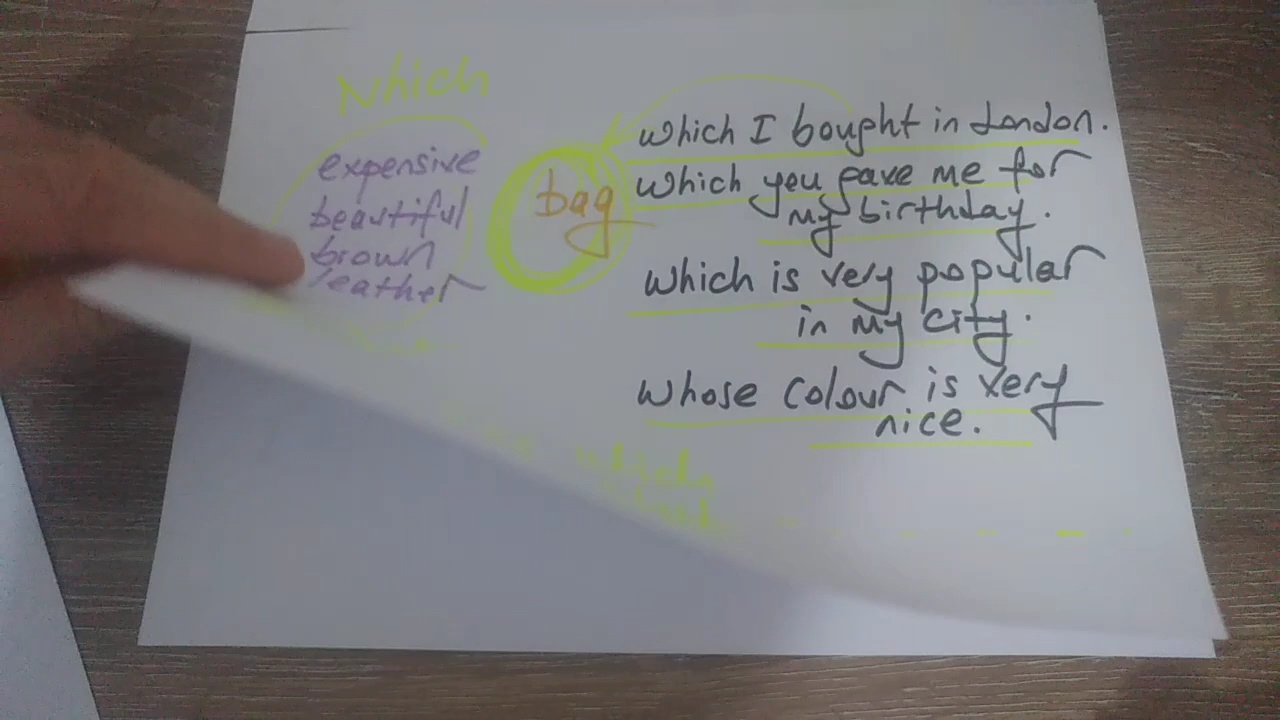 Which
expensive
beautiful
brown
leather
bag
which I bought in London.
which you gave me for
my birthday.
which is very popular
in my city.
whose colour is very
nice.
which